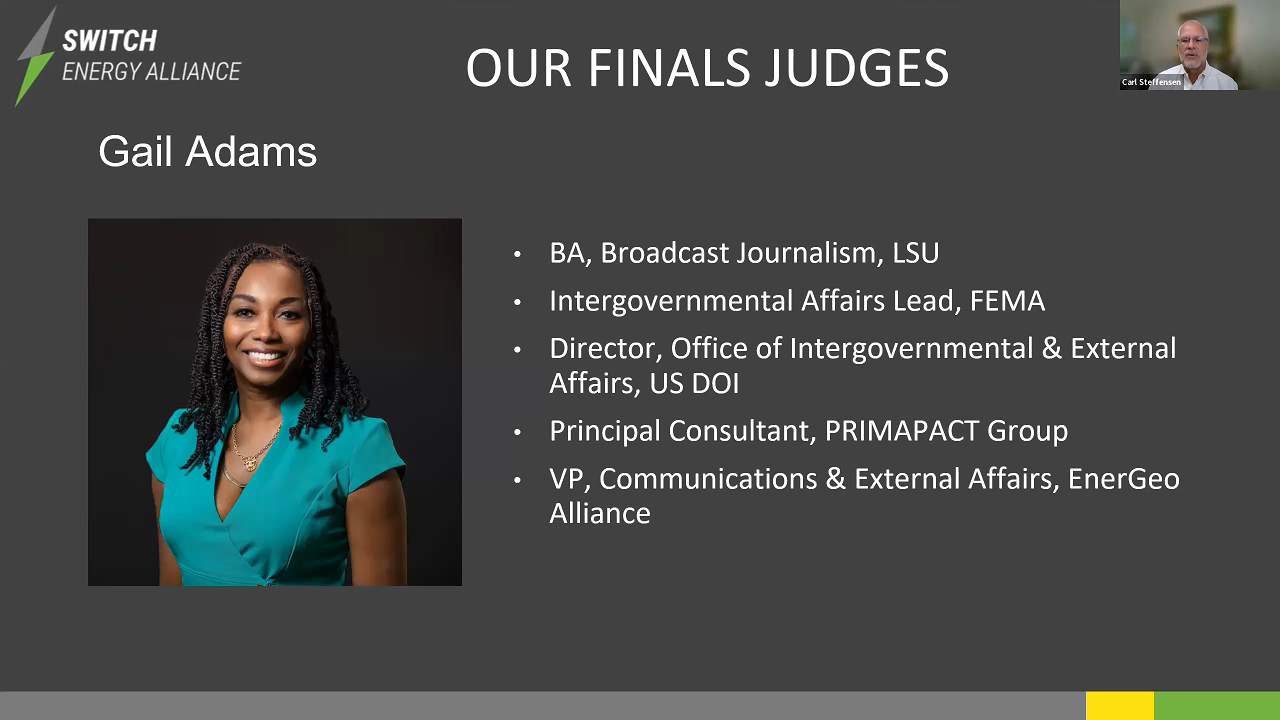 SWITCH
ENERGY ALLIANCE
OUR FINALS JUDGES
Carl Steffensen
Gail Adams
• BA, Broadcast Journalism, LSU
• Intergovernmental Affairs Lead, FEMA
• Director, Office of Intergovernmental & External
Affairs, US DOI
• Principal Consultant, PRIMAPACT Group
• VP, Communications & External Affairs, EnerGeo
Alliance